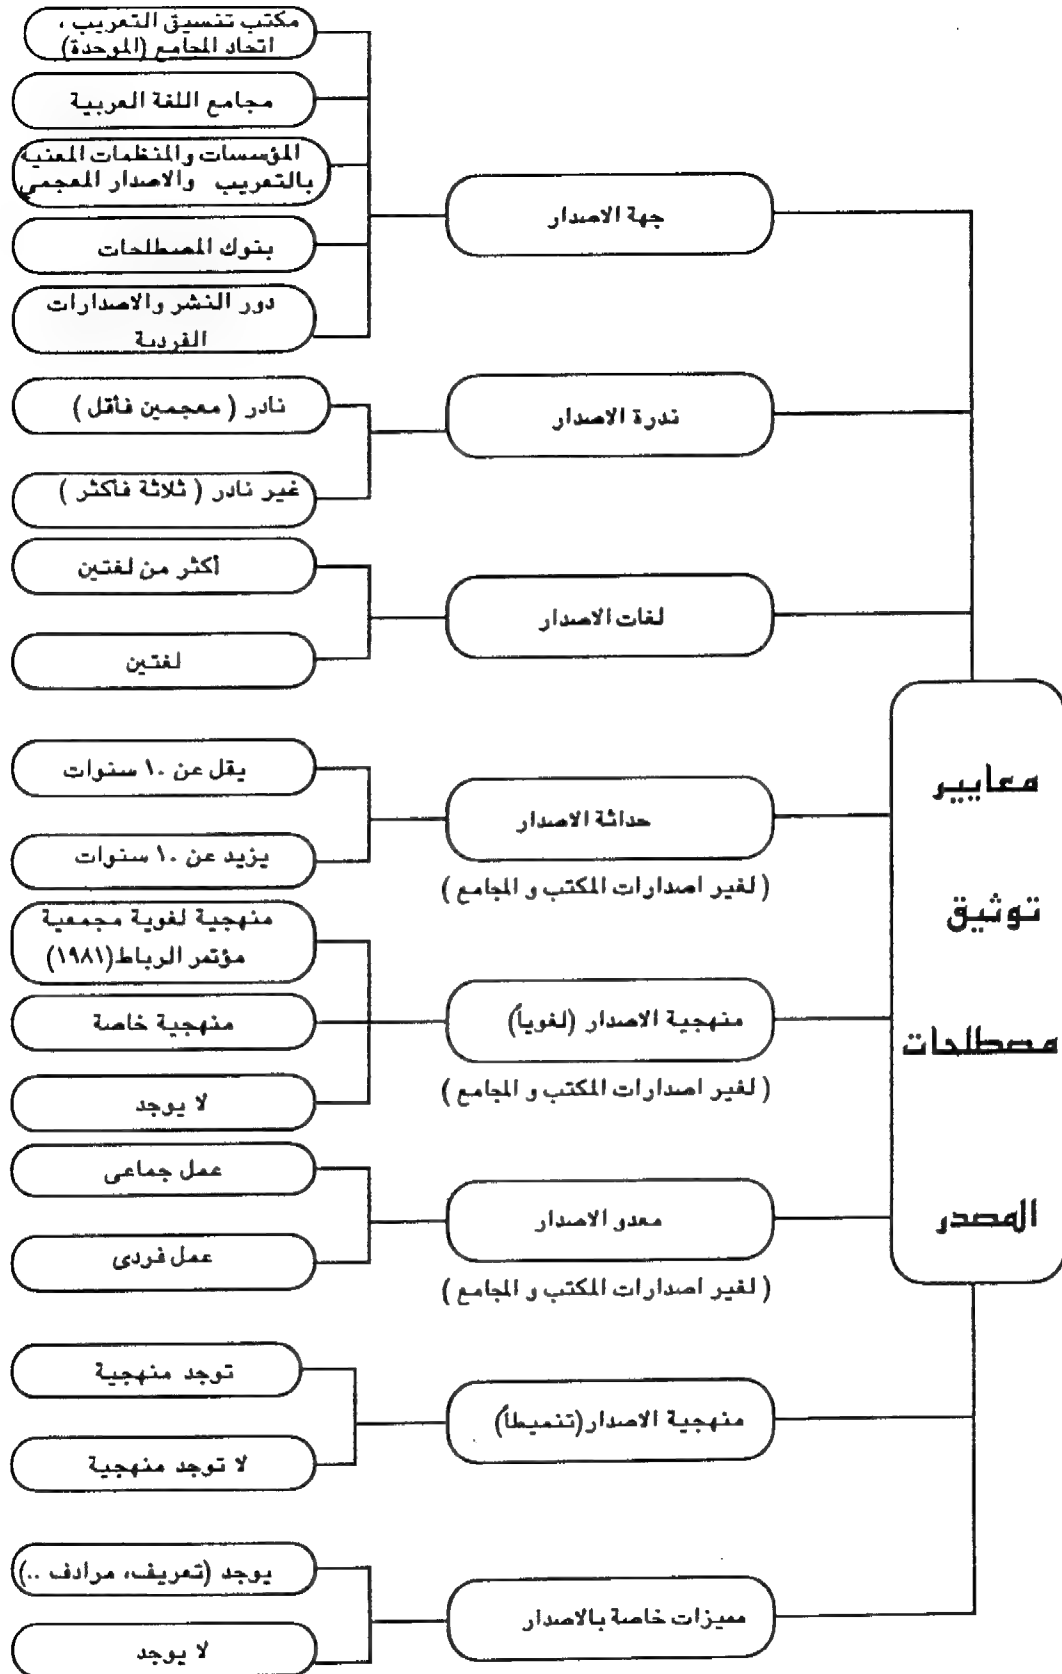 معايير
توثيق
مصطلحات
المصدر
جهة الاصدار
مكتب تنسيق التعريب ،
اتحاد المجامع (الموحدة)
مجامع اللغة العربية
المؤسسات والمنظمات المعنية
بالتعريب والاصدار المعجمي
بنوك المصطلحات
دور النشر والاصدارات
الفردية
ندرة الاصدار
نادر ( معجمين فأقل )
غير نادر ( ثلاثة فأكثر )
لغات الاصدار
أكثر من لغتين
لغتين
حداثة الاصدار
( لغير اصدارات المكتب و المجامع )
يقل عن ١٠ سنوات
يزيد عن ١٠ سنوات
منهجية الاصدار (لغوياً)
( لغير اصدارات المكتب و المجامع )
منهجية لغوية مجمعية
مؤتمر الرباط(١٩٨١)
منهجية خاصة
لا يوجد
معدو الاصدار
( لغير اصدارات المكتب و المجامع )
عمل جماعى
عمل فردى
منهجية الاصدار(تنميطاً)
توجد منهجية
لا توجد منهجية
مميزات خاصة بالاصدار
يوجد (تعريف، مرادف ..)
لا يوجد